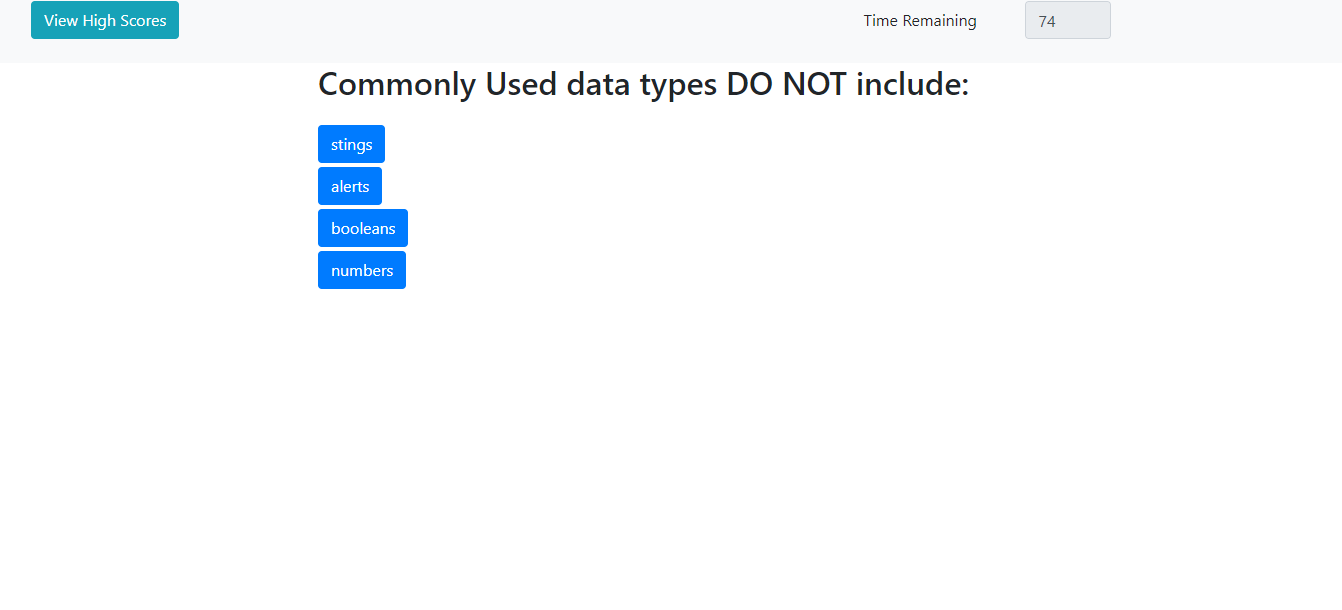 View High Scores Time Remaining 74
Commonly Used data types DO NOT include:
stings
alerts
booleans
numbers